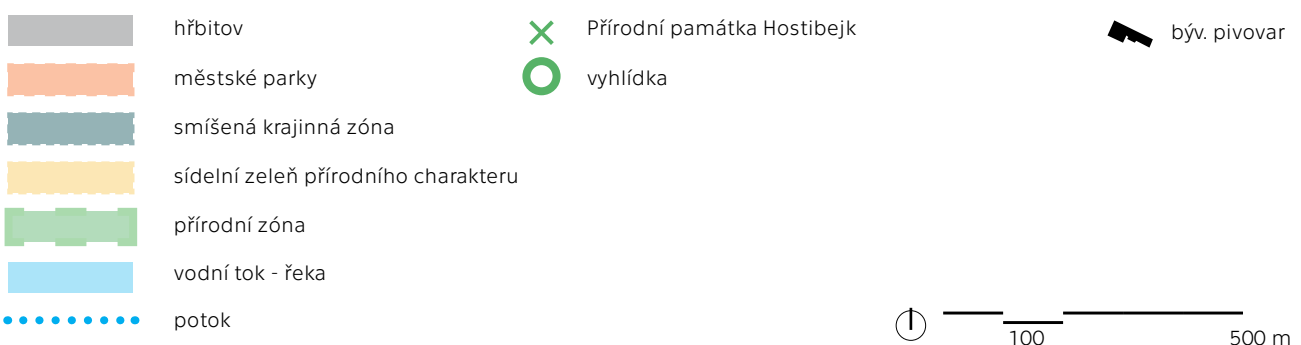 hřbitov
městské parky
smíšená krajinná zóna
sídelní zeleň přírodního charakteru
přírodní zóna
vodní tok - řeka
potok
Přírodní památka Hostibejk
vyhlídka
býv. pivovar
100
500 m